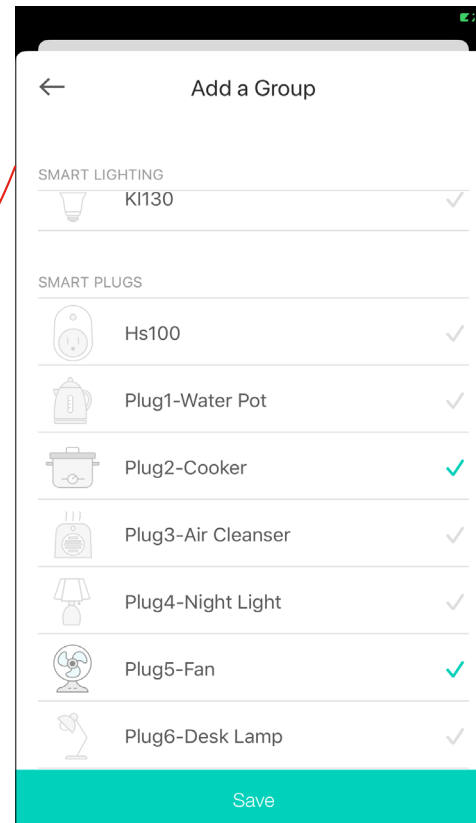 Add a Group
SMART LIGHTING
Kl130
SMART PLUGS
Hs100
Plug1-Water Pot
Plug2-Cooker
Plug3-Air Cleanser
Plug4-Night Light
Plug5-Fan
Plug6-Desk Lamp
Save